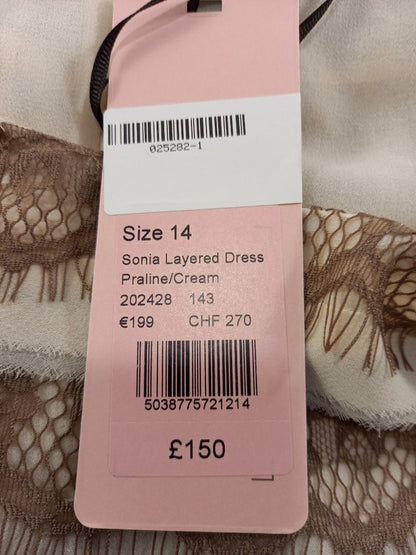 025282-1
Size 14
Sonia Layered Dress
Praline/Cream
202428 143
€199 CHF 270
5038775721214
£150